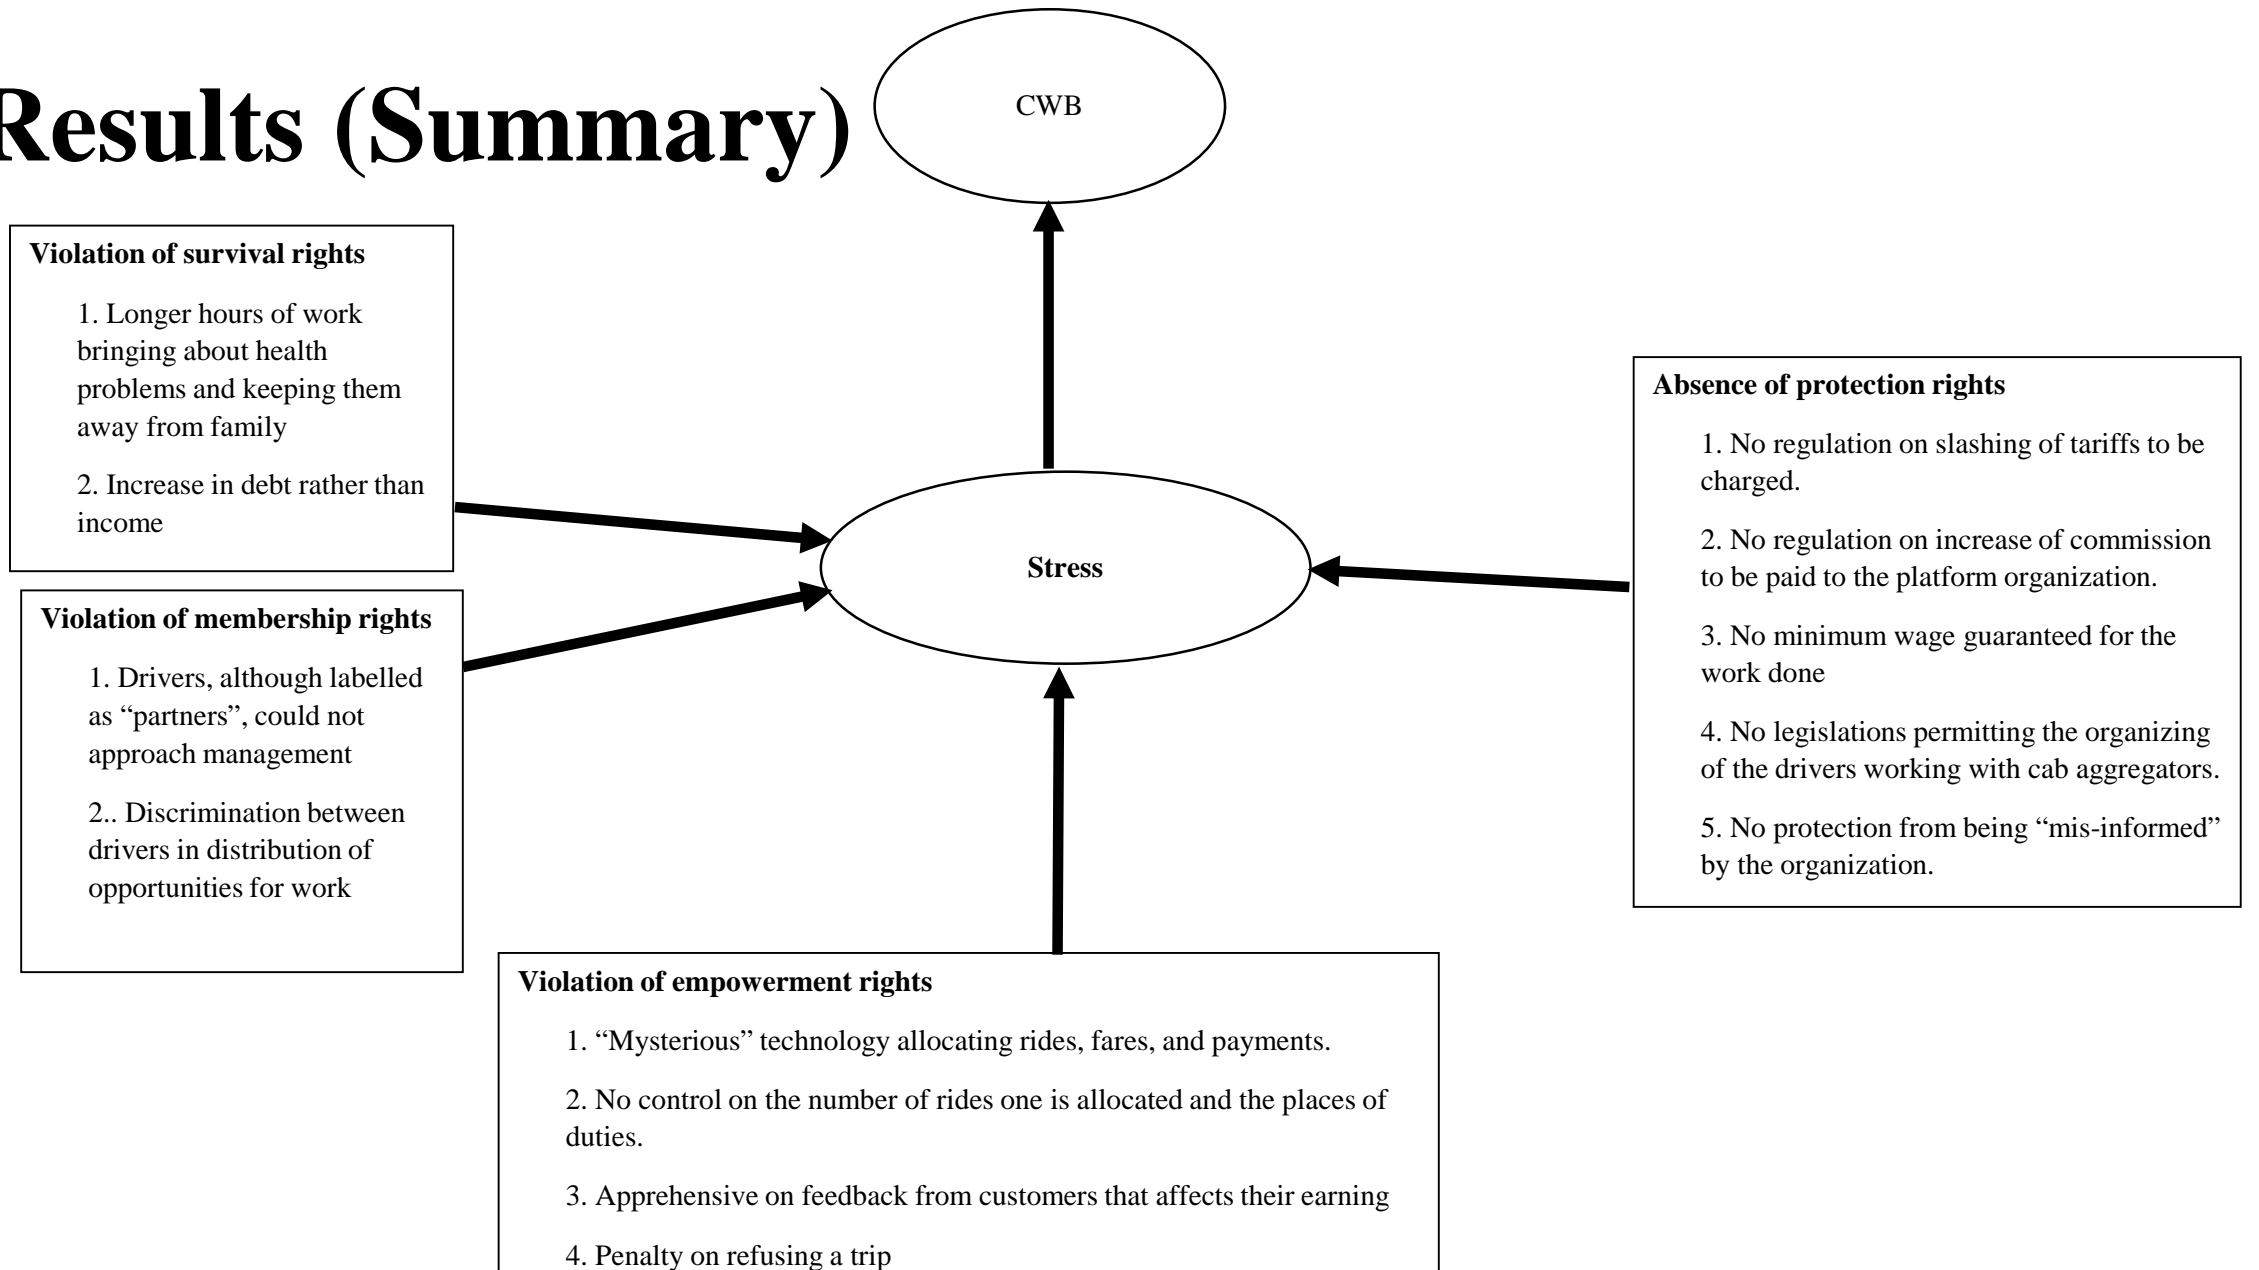 Results (Summary)
CWB
Violation of survival rights
1. Longer hours of work
bringing about health
problems and keeping them
away from family
2. Increase in debt rather than
income
Violation of membership rights
1. Drivers, although labelled
as “partners”, could not
approach management
2.. Discrimination between
drivers in distribution of
opportunities for work
Stress
Absence of protection rights
1. No regulation on slashing of tariffs to be
charged.
2. No regulation on increase of commission
to be paid to the platform organization.
3. No minimum wage guaranteed for the
work done
4. No legislations permitting the organizing
of the drivers working with cab aggregators.
5. No protection from being “mis-informed”
by the organization.
Violation of empowerment rights
1. “Mysterious” technology allocating rides, fares, and payments.
2. No control on the number of rides one is allocated and the places of
duties.
3. Apprehensive on feedback from customers that affects their earning
4. Penalty on refusing a trip